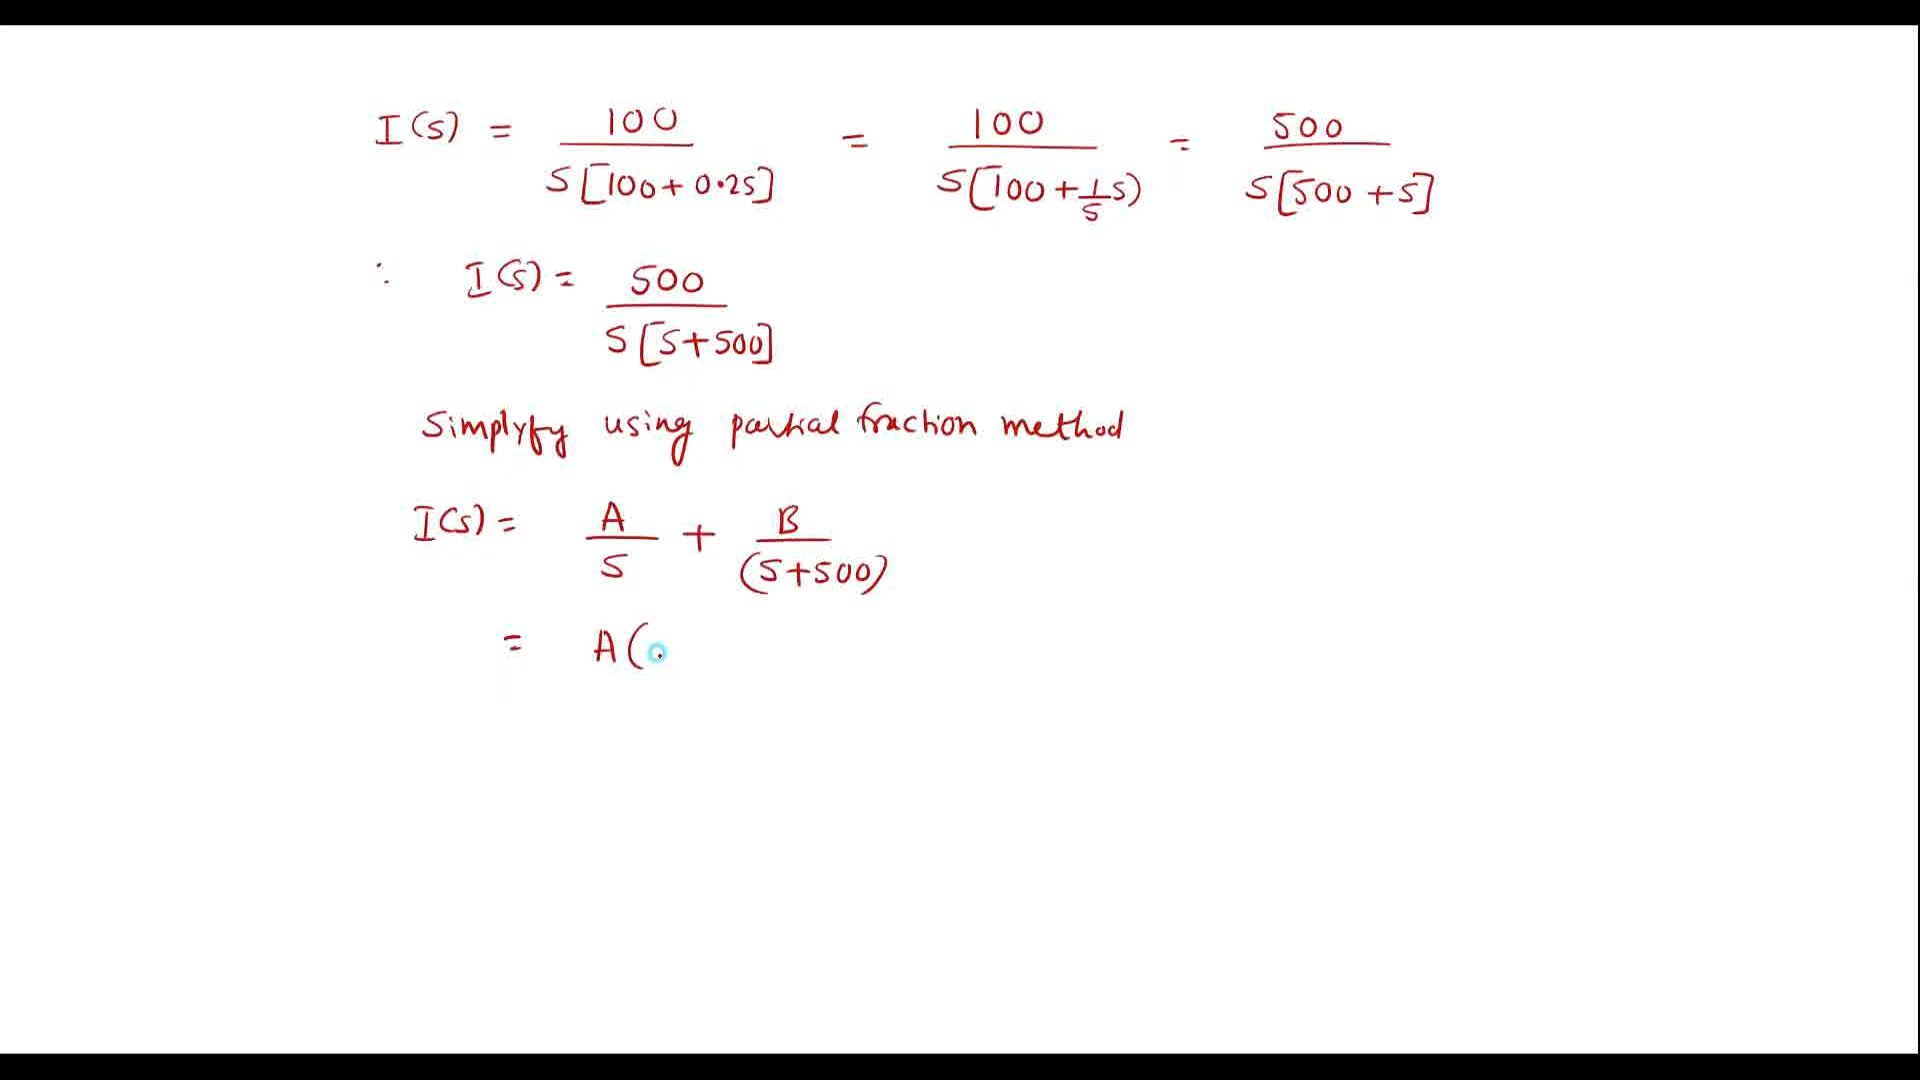 I(s) = 100 / s[100 + 0.2s] = 100 / s[100 + 1/5 s) = 500 / s[500 + s]
∴ I(s) = 500 / s[s+500]
Simplyfy using partial fraction method
I(s) = A / s + B / (s+500)
= A(